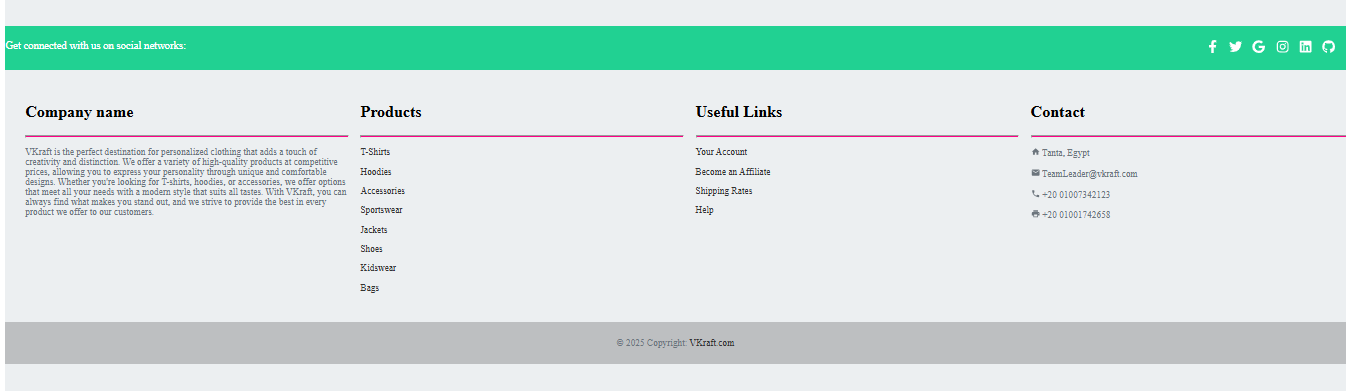 Get connected with us on social networks:
Company name
VKraft is the perfect destination for personalized clothing that adds a touch of
creativity and distinction. We offer a variety of high-quality products at competitive
prices, allowing you to express your personality through unique and comfortable
designs. Whether you're looking for T-shirts, hoodies, or accessories, we offer options
that meet all your needs with a modern style that suits all tastes. With VKraft, you can
always find what makes you stand out, and we strive to provide the best in every
product we offer to our customers.
Products
T-Shirts
Hoodies
Accessories
Sportswear
Jackets
Shoes
Kidswear
Bags
Useful Links
Your Account
Become an Affiliate
Shipping Rates
Help
Contact
Tanta, Egypt
TeamLeader@vkraft.com
+20 01007342123
+20 01001742658
© 2025 Copyright: VKraft.com